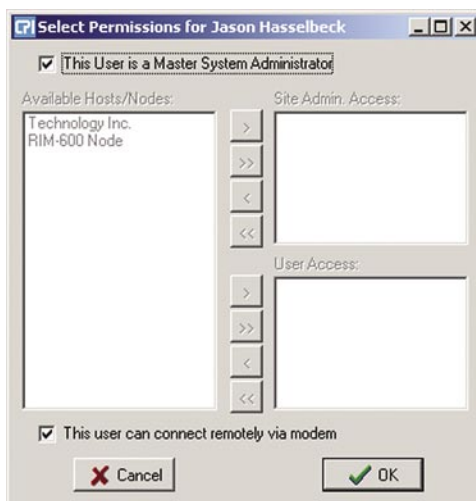 CPI Select Permissions for Jason Hasselbeck
This User is a Master System Administrator
Available Hosts/Nodes:
Technology Inc.
RIM-600 Node
>
>>
<
<<
Site Admin. Access:
User Access:
>
>>
<
<<
This user can connect remotely via modem
Cancel
OK